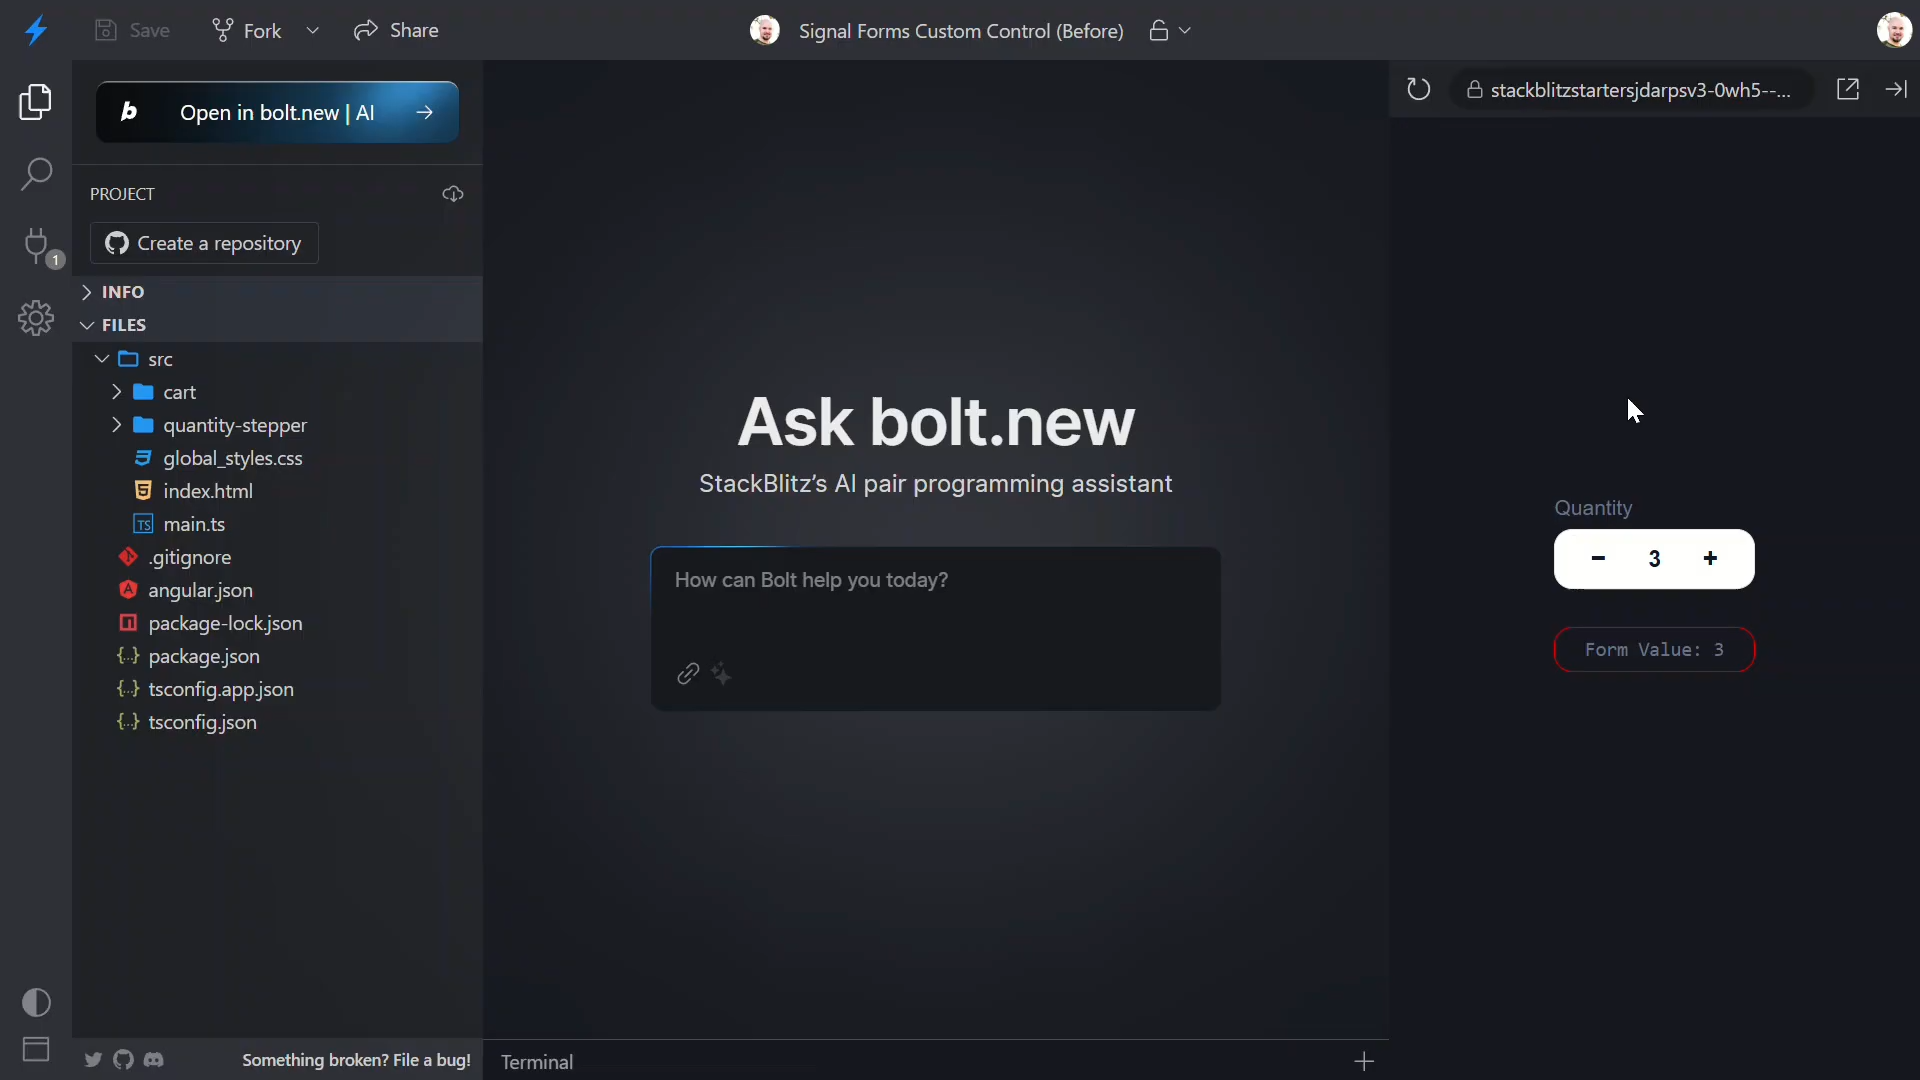 Save
Fork
Share
Signal Forms Custom Control (Before)
b Open in bolt.new | AI
stackblitzstartersjdarpsv3-0wh5--...
PROJECT
Create a repository
1
INFO
FILES
src
cart
quantity-stepper
global_styles.css
index.html
TS main.ts
.gitignore
angular.json
package-lock.json
{..} package.json
{..} tsconfig.app.json
{..} tsconfig.json
Ask bolt.new
StackBlitz’s AI pair programming assistant
How can Bolt help you today?
Quantity
- 3 +
Form Value: 3
Something broken? File a bug!
Terminal